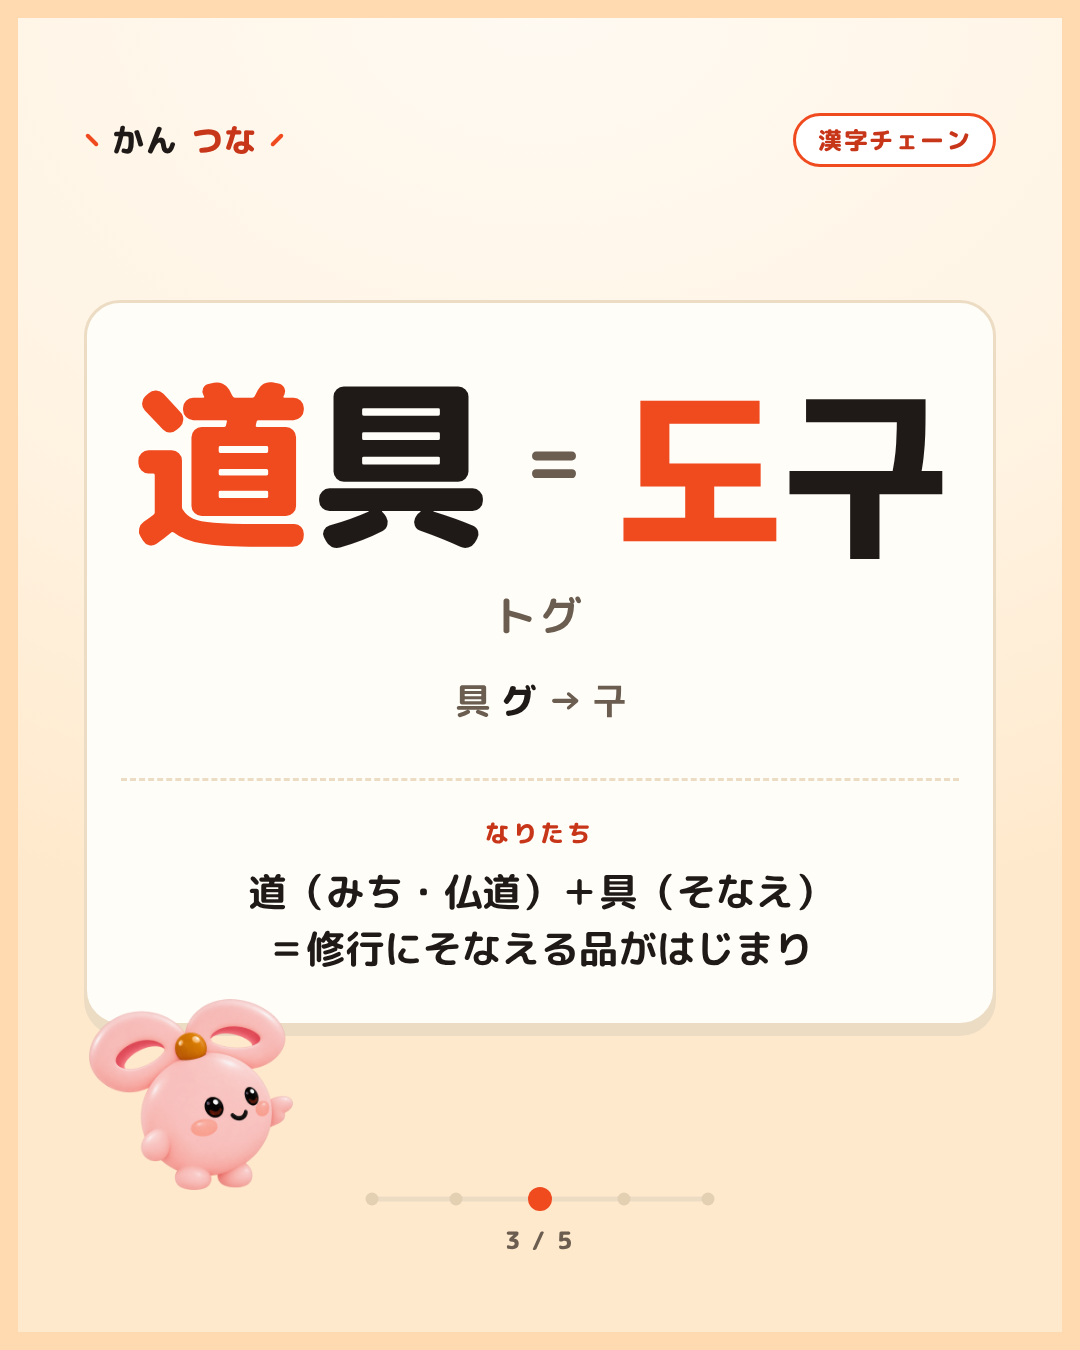 かん つな
漢字チェーン
道具 = 도구
トグ
具 グ → 구
なりたち
道（みち・仏道）＋具（そなえ）
＝修行にそなえる品がはじまり
3 / 5